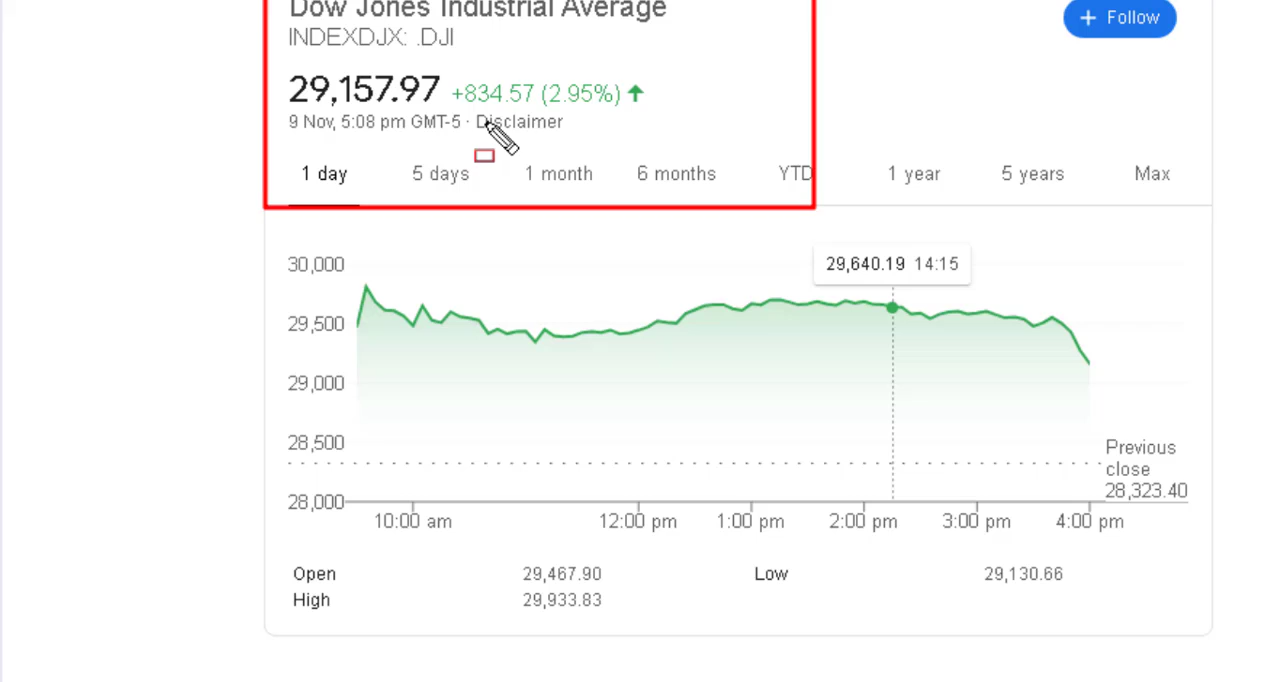 Dow Jones Industrial Average
+ Follow
INDEXDJX: .DJI
29,157.97 +834.57 (2.95%)
9 Nov, 5:08 pm GMT-5 · Disclaimer
1 day 5 days 1 month 6 months YTD 1 year 5 years Max
29,640.19 14:15
30,000
29,500
29,000
28,500
Previous
close
28,323.40
28,000
10:00 am 12:00 pm 1:00 pm 2:00 pm 3:00 pm 4:00 pm
Open 29,467.90 Low 29,130.66
High 29,933.83